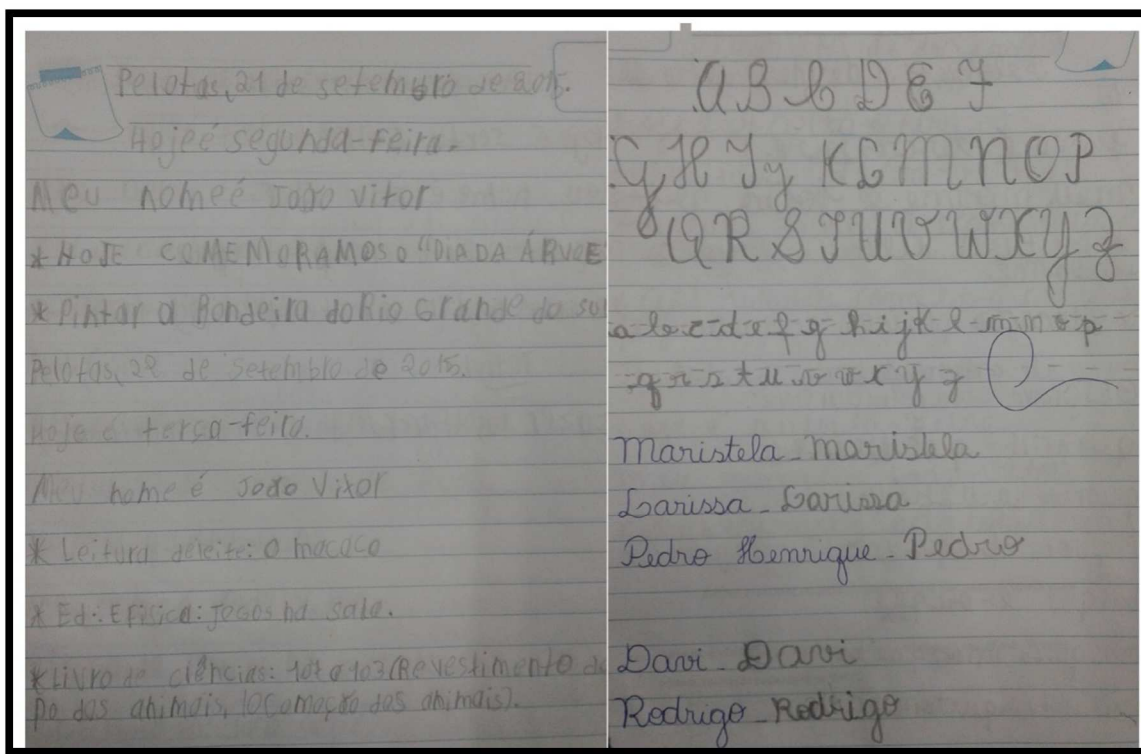 Pelotas, 21 de setembro de 2015.
Hoje é segunda-feira.
Meu nome é João Vitor
* HOJE COMEMORAMOS O "DIA DA ÁRVORE
* Pintar a Bandeira do Rio Grande do sul
Pelotas, 22 de setembro de 2015.
Hoje é terça-feira.
Meu nome é João Vitor
* Leitura deleite: O macaco
* Ed: Efísica: Jogos na sala.
* Livro de ciências: 102 a 103 (Revestimento do
po dos animais, locomoção dos animais).
A B C D E F
G H I J y K L M N O P
Q R S T U V W X Y Z
a b c d e f g h i j k l m n o p
q r s t u v w x y z
Maristela - Maristela
Larissa - Larissa
Pedro Henrique - Pedro
Davi - Davi
Rodrigo - Rodrigo